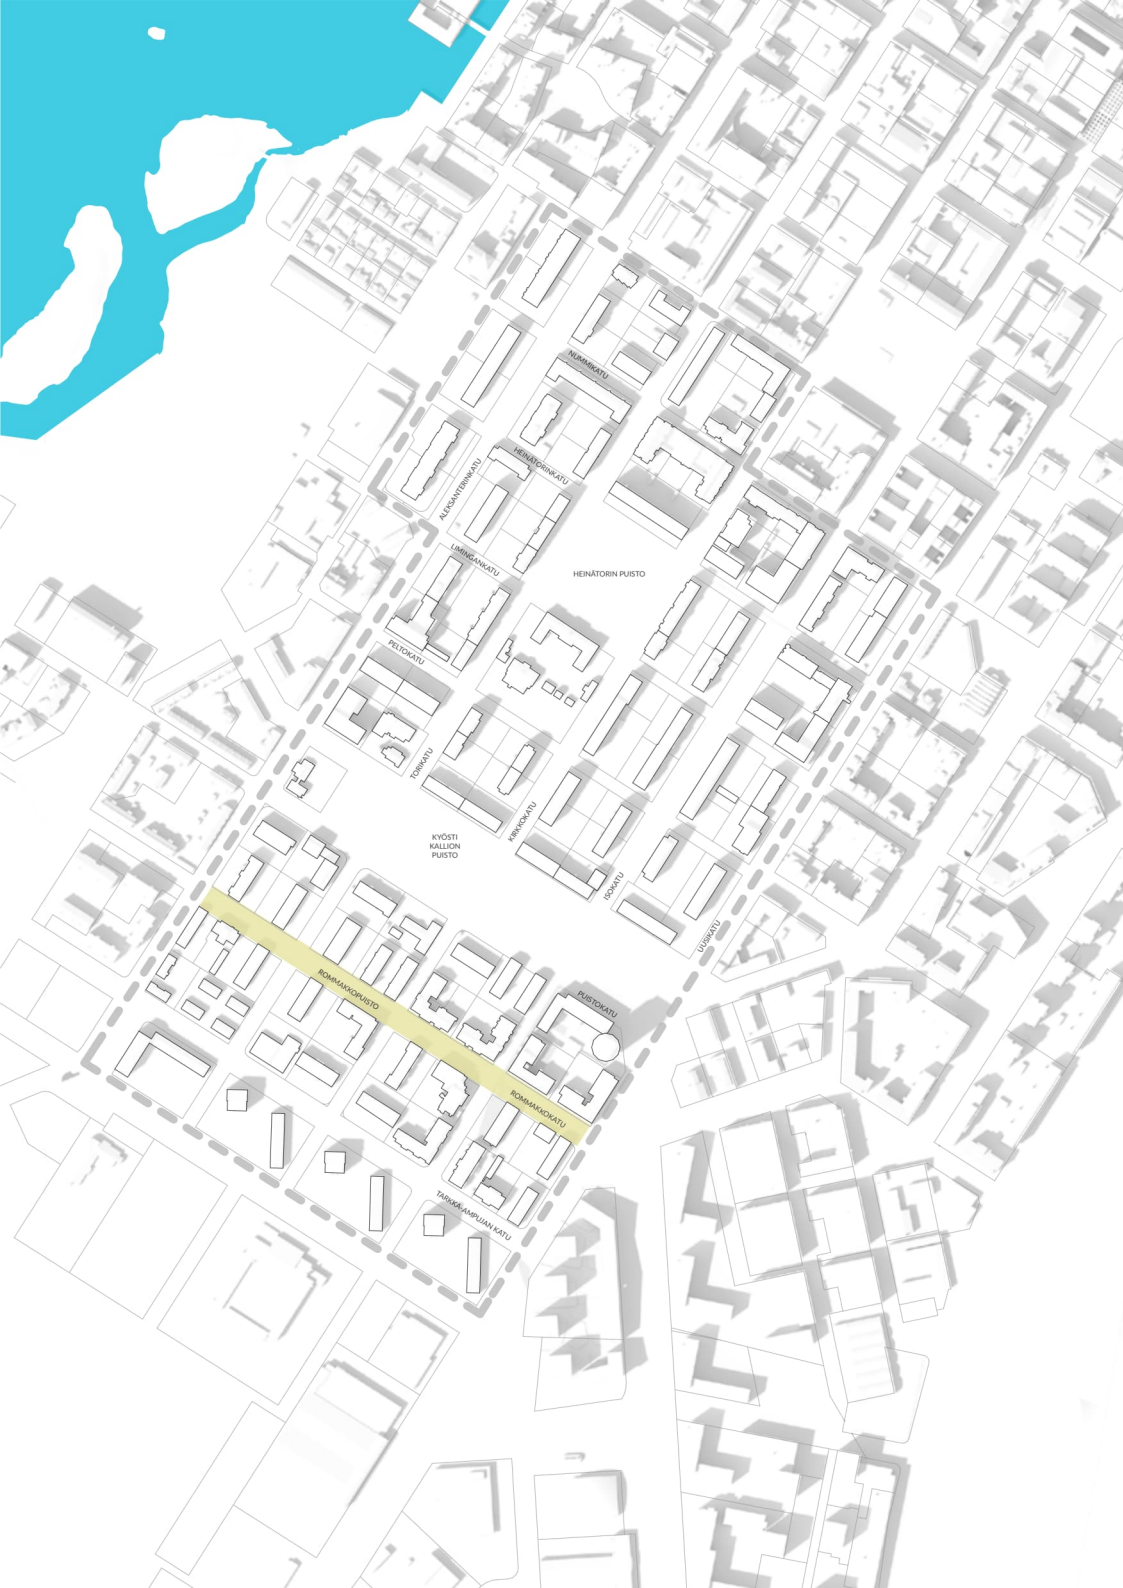 NUMMIKATU
HEINÄTORINKATU
ALEKSANTERINKATU
LIMINGANKATU
HEINÄTORIN PUISTO
PELTOKATU
TORIKATU
KIRKKOKATU
KYÖSTI
KALLION
PUISTO
ISOKATU
UUSIKATU
ROMMAKKOPUISTO
PUISTOKATU
ROMMAKKOKATU
TARKKA-AMPUJAN KATU